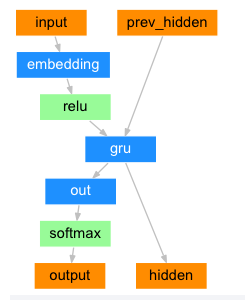 input prev_hidden
embedding
relu
gru
out
softmax
output hidden